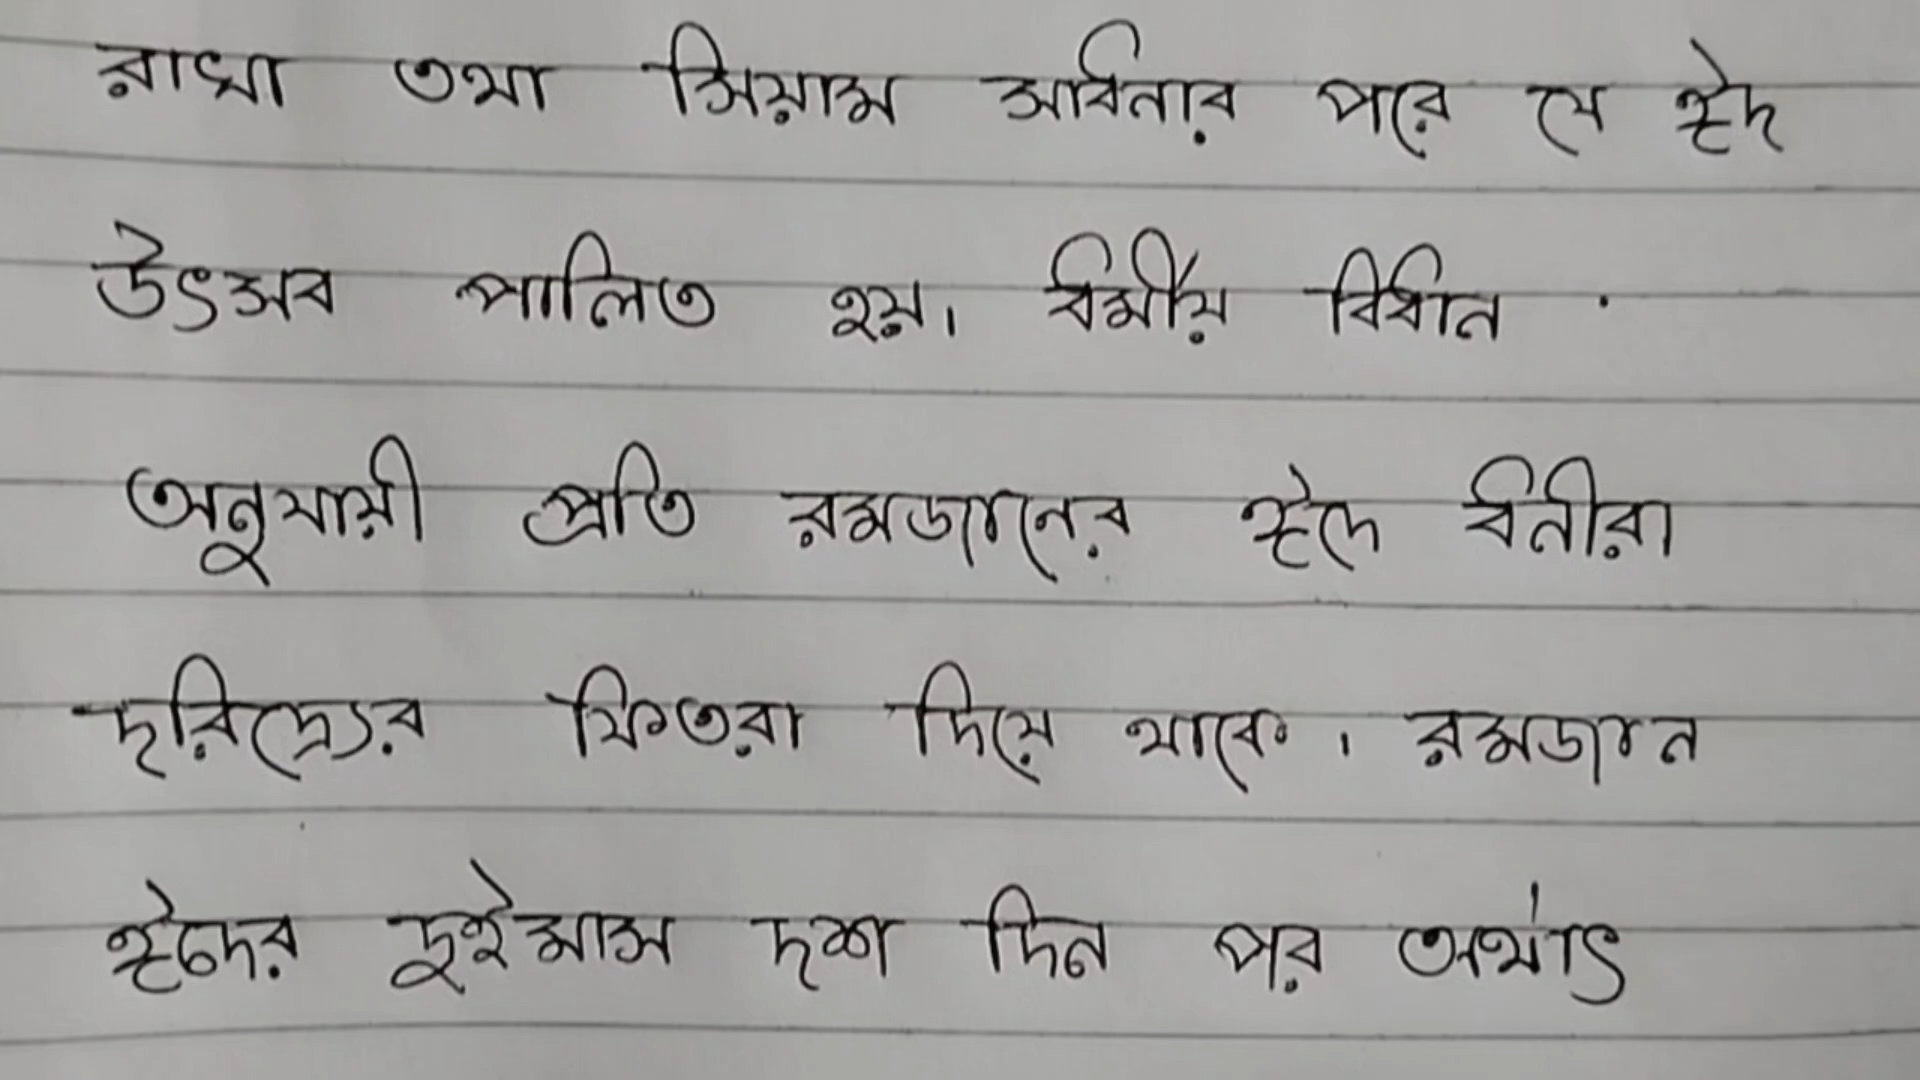 রাখা তথা সিয়াম সাধনার পরে যে ঈদ
উৎসব পালিত হয়। ধর্মীয় বিধান
অনুযায়ী প্রতি রমজানের ঈদে ধনীরা
দরিদ্র্যের ফিতরা দিয়ে থাকে। রমজান
ঈদের দুইমাস দশ দিন পর অর্থাৎ